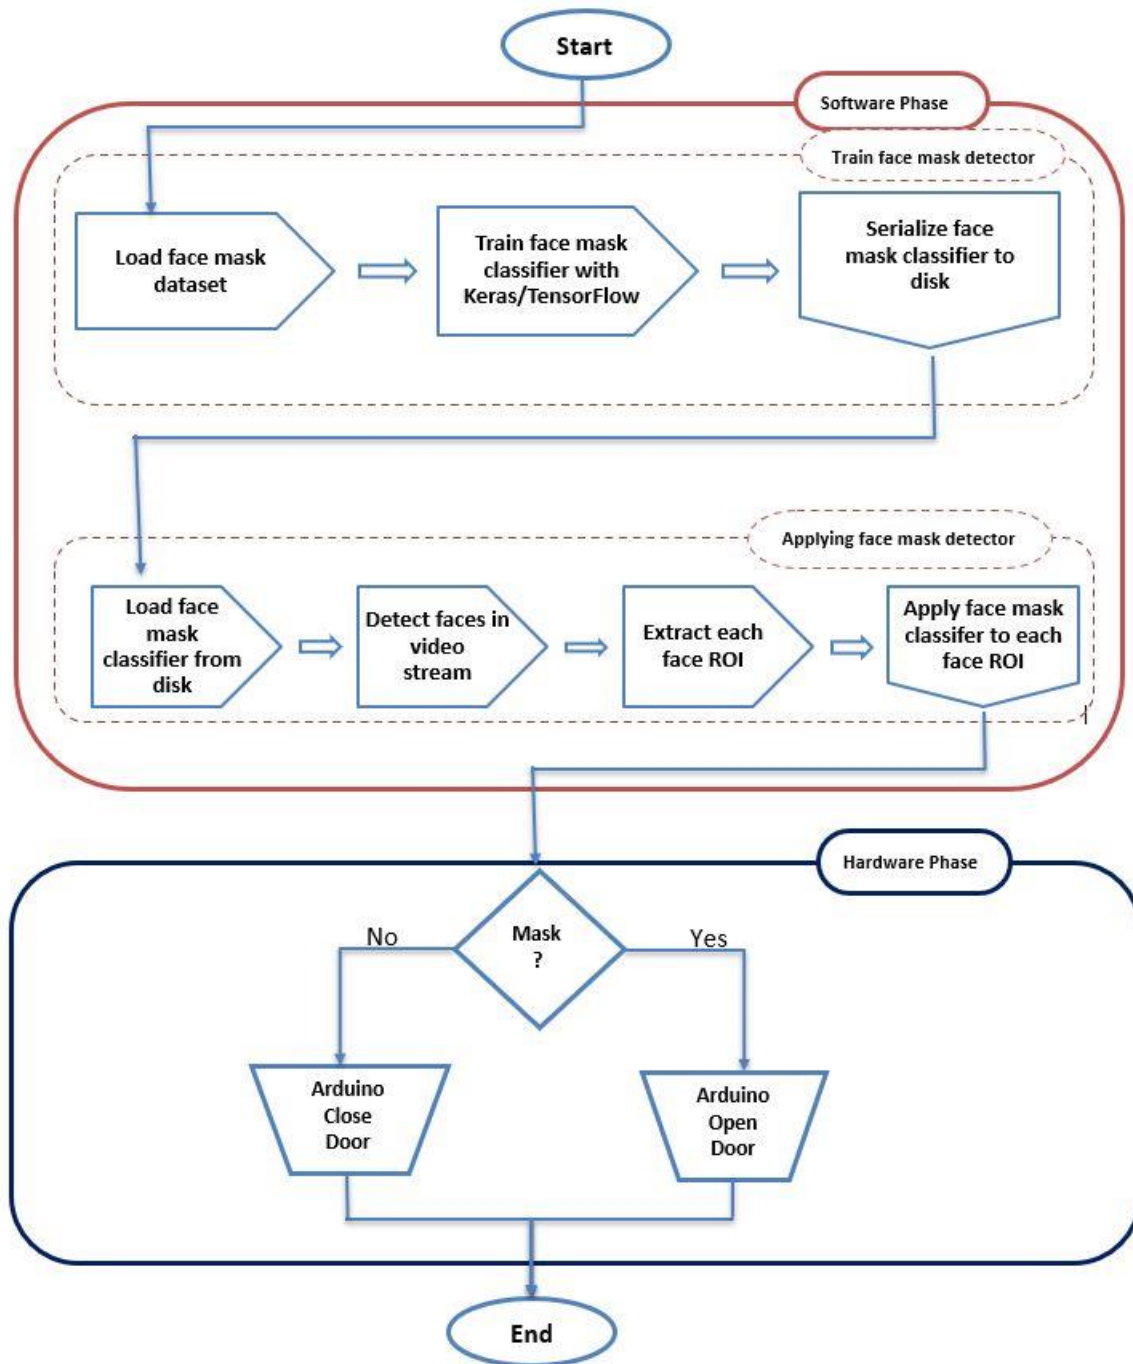 Start
Software Phase
Train face mask detector
Load face mask
dataset
Train face mask
classifier with
Keras/TensorFlow
Serialize face
mask classifier to
disk
Applying face mask detector
Load face
mask
classifier from
disk
Detect faces in
video
stream
Extract each
face ROI
Apply face mask
classifer to each
face ROI
Hardware Phase
Mask
?
No
Yes
Arduino
Close
Door
Arduino
Open
Door
End